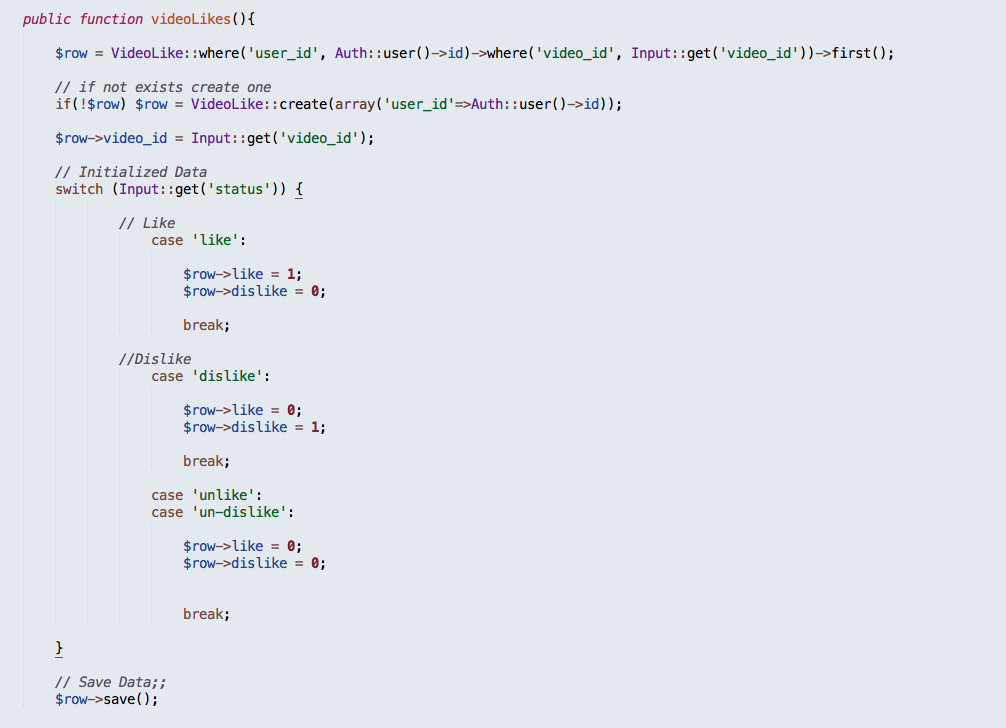 public function videoLikes(){
$row = VideoLike::where('user_id', Auth::user()->id)->where('video_id', Input::get('video_id'))->first();
// if not exists create one
if(!$row) $row = VideoLike::create(array('user_id'=>Auth::user()->id));
$row->video_id = Input::get('video_id');
// Initialized Data
switch (Input::get('status')) {
// Like
case 'like':
$row->like = 1;
$row->dislike = 0;
break;
//Dislike
case 'dislike':
$row->like = 0;
$row->dislike = 1;
break;
case 'unlike':
case 'un-dislike':
$row->like = 0;
$row->dislike = 0;
break;
}
// Save Data;;
$row->save();